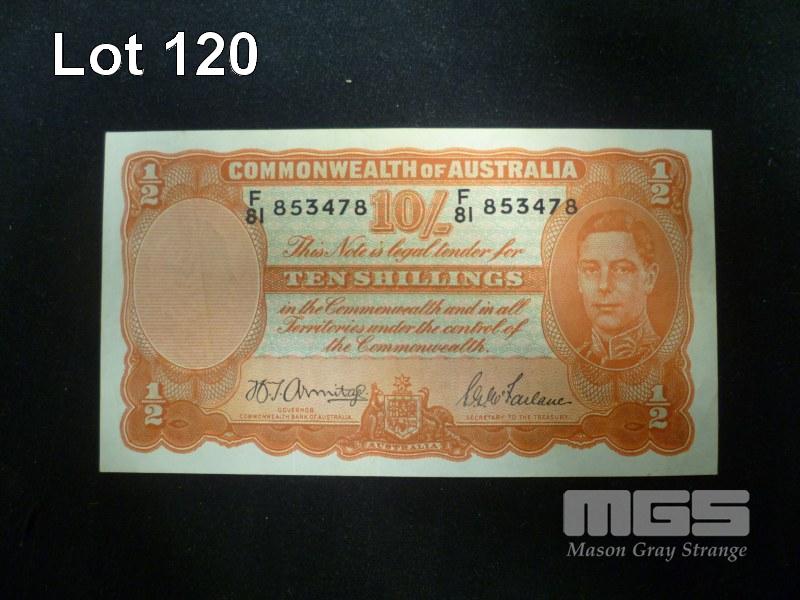 Lot 120
1/2 COMMONWEALTH OF AUSTRALIA 1/2
F/81 853478 10/- F/81 853478
This Note is legal tender for
TEN SHILLINGS
in the Commonwealth and in all
Territories under the control of
the Commonwealth.
1/2 H.T. Armitage S.G. McFarlane 1/2
GOVERNOR SECRETARY TO THE TREASURY.
COMMONWEALTH BANK OF AUSTRALIA.
AUSTRALIA
MGS
Mason Gray Strange